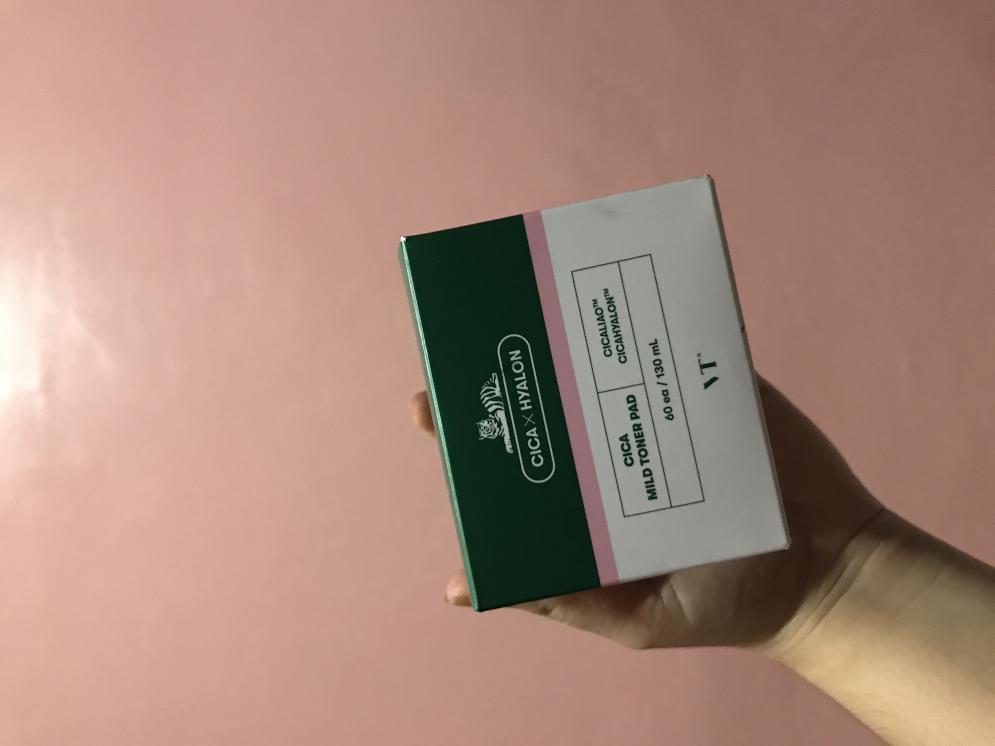 CICA X HYALON
CICA
MILD TONER PAD
CICALIAO™
CICAHYALON™
60 ea / 130 mL
VT®